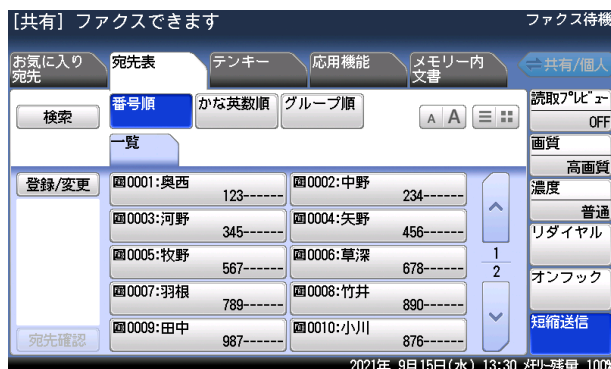 [共有] ファクスできます
ファクス待機
お気に入り
宛先
宛先表
テンキー
応用機能
メモリー内
文書
共有/個人
検索
番号順
かな英数順
グループ順
A A
一覧
読取プレビュー
OFF
画質
高画質
濃度
普通
リダイヤル
オンフック
短縮送信
登録/変更
0001:奥西
123------
0002:中野
234------
0003:河野
345------
0004:矢野
456------
0005:牧野
567------
0006:草深
678------
0007:羽根
789------
0008:竹井
890------
0009:田中
987------
0010:小川
876------
1
2
宛先確認
2021年 9月15日(水) 13:30 メモリー残量 100%